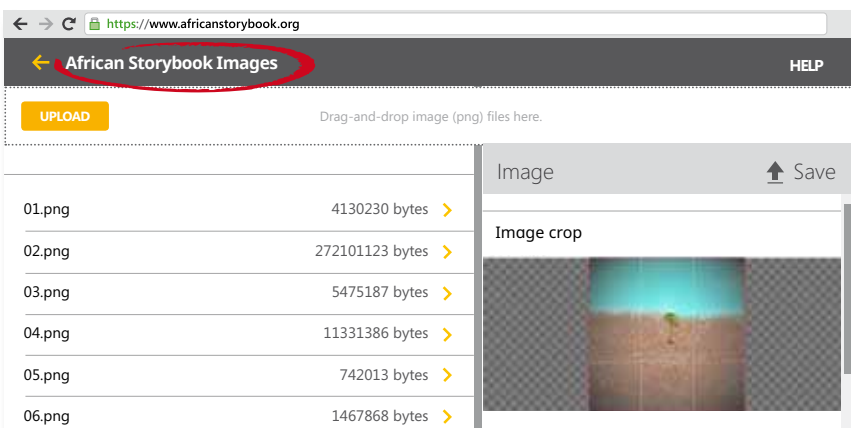 https://www.africanstorybook.org
African Storybook Images
HELP
UPLOAD
Drag-and-drop image (png) files here.
Image
Save
01.png 4130230 bytes
02.png 272101123 bytes
03.png 5475187 bytes
04.png 11331386 bytes
05.png 742013 bytes
06.png 1467868 bytes
Image crop